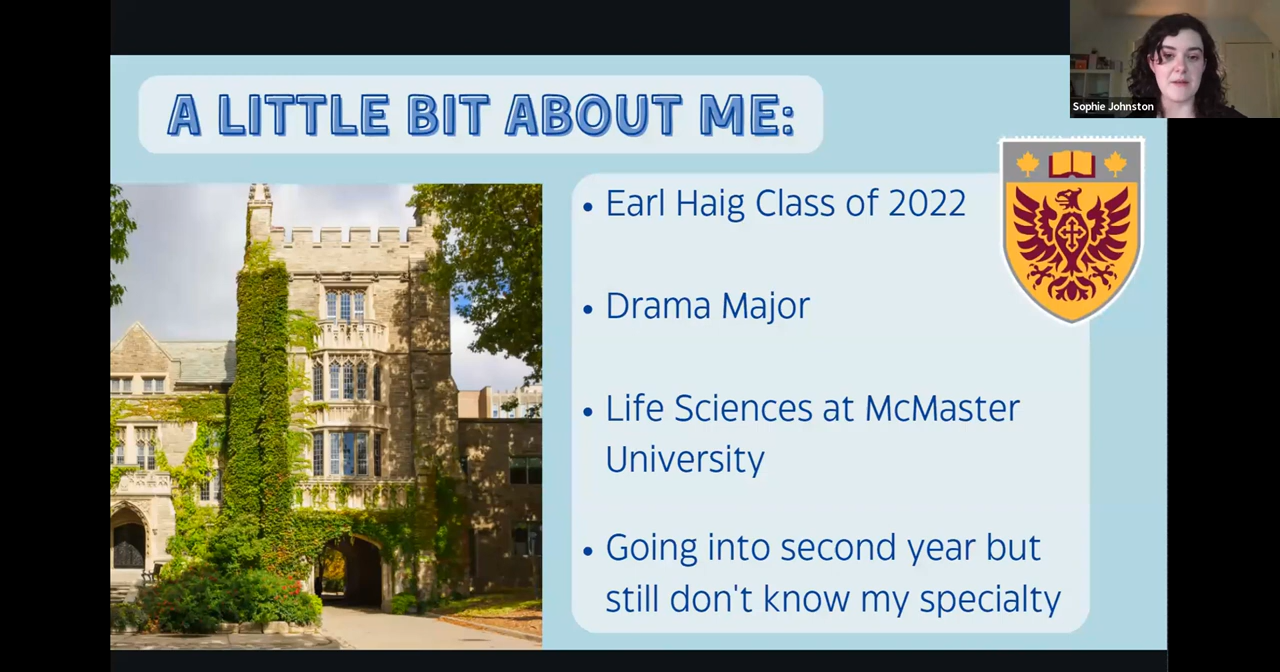 Sophie Johnston
A LITTLE BIT ABOUT ME:
• Earl Haig Class of 2022
• Drama Major
• Life Sciences at McMaster
University
• Going into second year but
still don't know my specialty